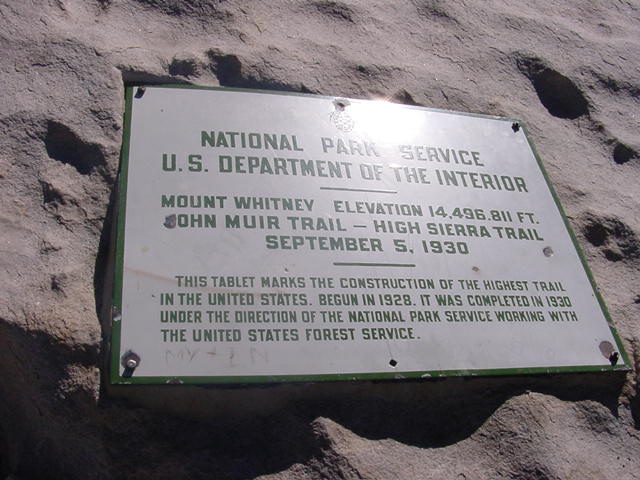 NATIONAL PARK SERVICE
U.S. DEPARTMENT OF THE INTERIOR
MOUNT WHITNEY ELEVATION 14,496.811 FT.
JOHN MUIR TRAIL – HIGH SIERRA TRAIL
SEPTEMBER 5, 1930
THIS TABLET MARKS THE CONSTRUCTION OF THE HIGHEST TRAIL
IN THE UNITED STATES. BEGUN IN 1928. IT WAS COMPLETED IN 1930
UNDER THE DIRECTION OF THE NATIONAL PARK SERVICE WORKING WITH
THE UNITED STATES FOREST SERVICE.